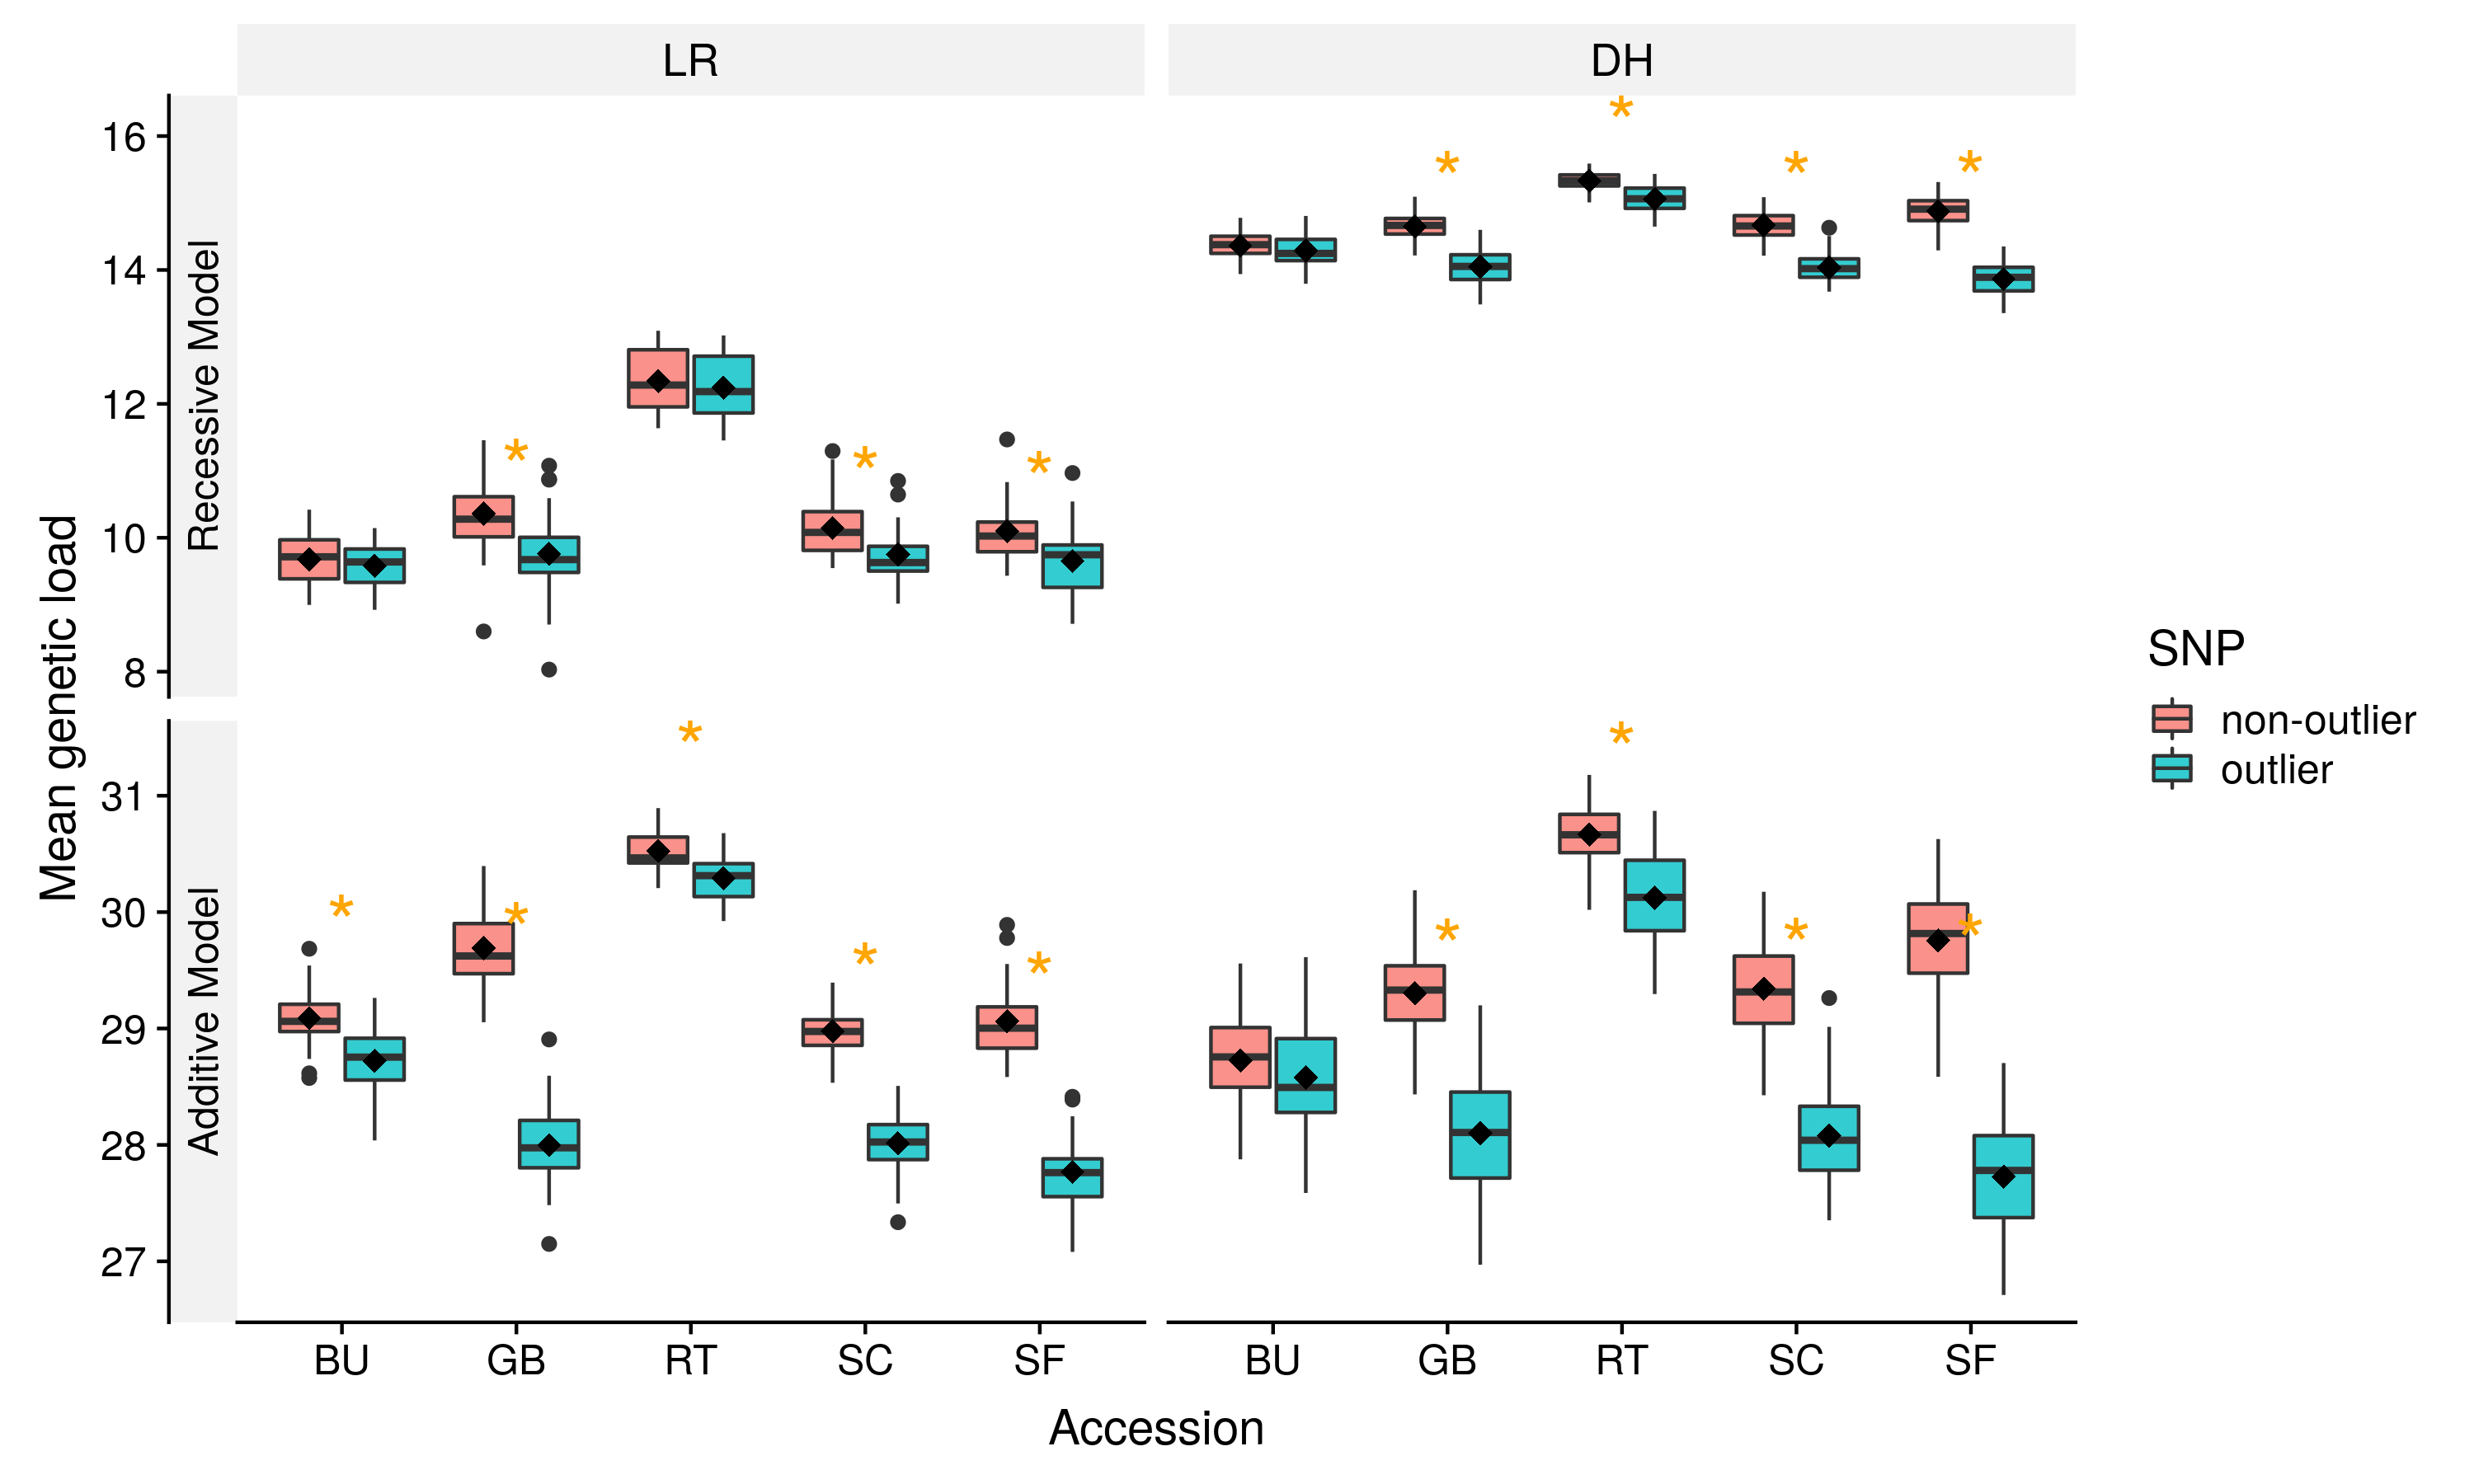 LR
DH
Mean genetic load
Recessive Model
16
14
12
10
8
*
*
*
*
*
*
*
Additive Model
31
30
29
28
27
*
*
*
*
*
*
*
*
*
BU
GB
RT
SC
SF
BU
GB
RT
SC
SF
Accession
SNP
non-outlier
outlier